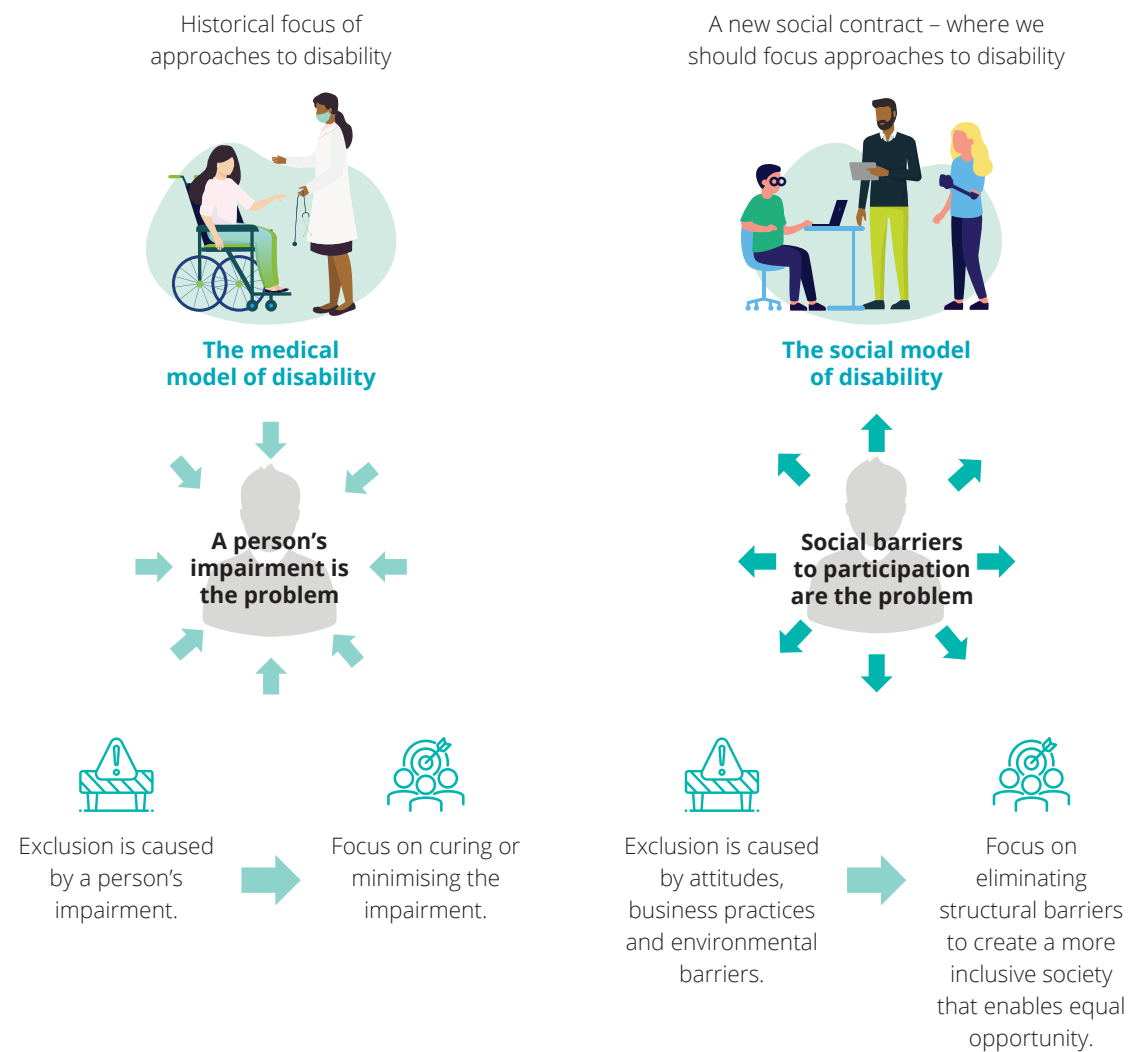 Historical focus of
approaches to disability
The medical
model of disability
A person’s
impairment is
the problem
Exclusion is caused
by a person’s
impairment.
Focus on curing or
minimising the
impairment.
A new social contract – where we
should focus approaches to disability
The social model
of disability
Social barriers
to participation
are the problem
Exclusion is caused
by attitudes,
business practices
and environmental
barriers.
Focus on
eliminating
structural barriers
to create a more
inclusive society
that enables equal
opportunity.